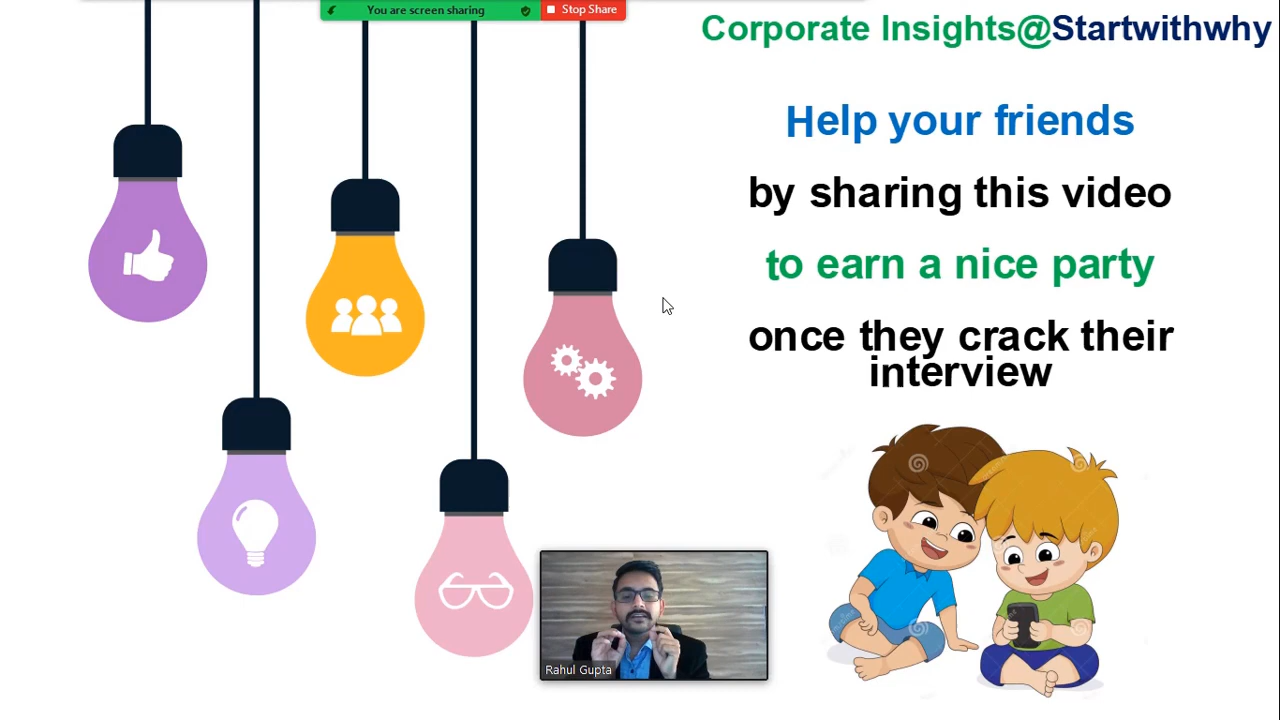 You are screen sharing
Stop Share
Corporate Insights@Startwithwhy
Help your friends
by sharing this video
to earn a nice party
once they crack their
interview
Rahul Gupta